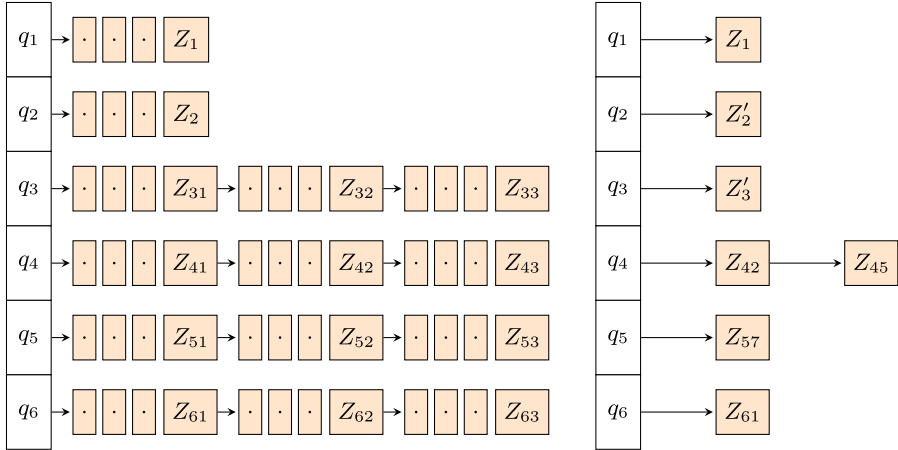 q₁ · · · Z₁ q₁ Z₁
q₂ · · · Z₂ q₂ Z′₂
q₃ · · · Z₃₁ · · · Z₃₂ · · · Z₃₃ q₃ Z′₃
q₄ · · · Z₄₁ · · · Z₄₂ · · · Z₄₃ q₄ Z₄₂ Z₄₅
q₅ · · · Z₅₁ · · · Z₅₂ · · · Z₅₃ q₅ Z₅₇
q₆ · · · Z₆₁ · · · Z₆₂ · · · Z₆₃ q₆ Z₆₁